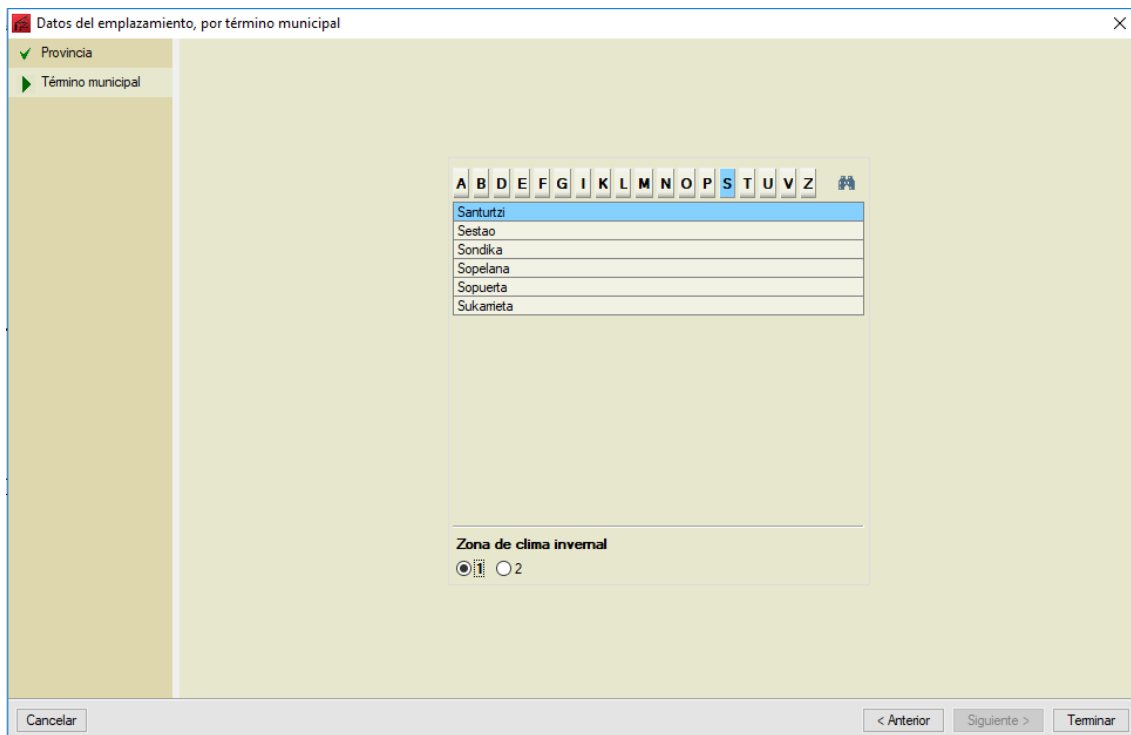 Datos del emplazamiento, por término municipal
Provincia
Término municipal
A B D E F G I K L M N O P S T U V Z
Santurtzi
Sestao
Sondika
Sopelana
Sopuerta
Sukarrieta
Zona de clima invernal
1 2
Cancelar < Anterior Siguiente > Terminar